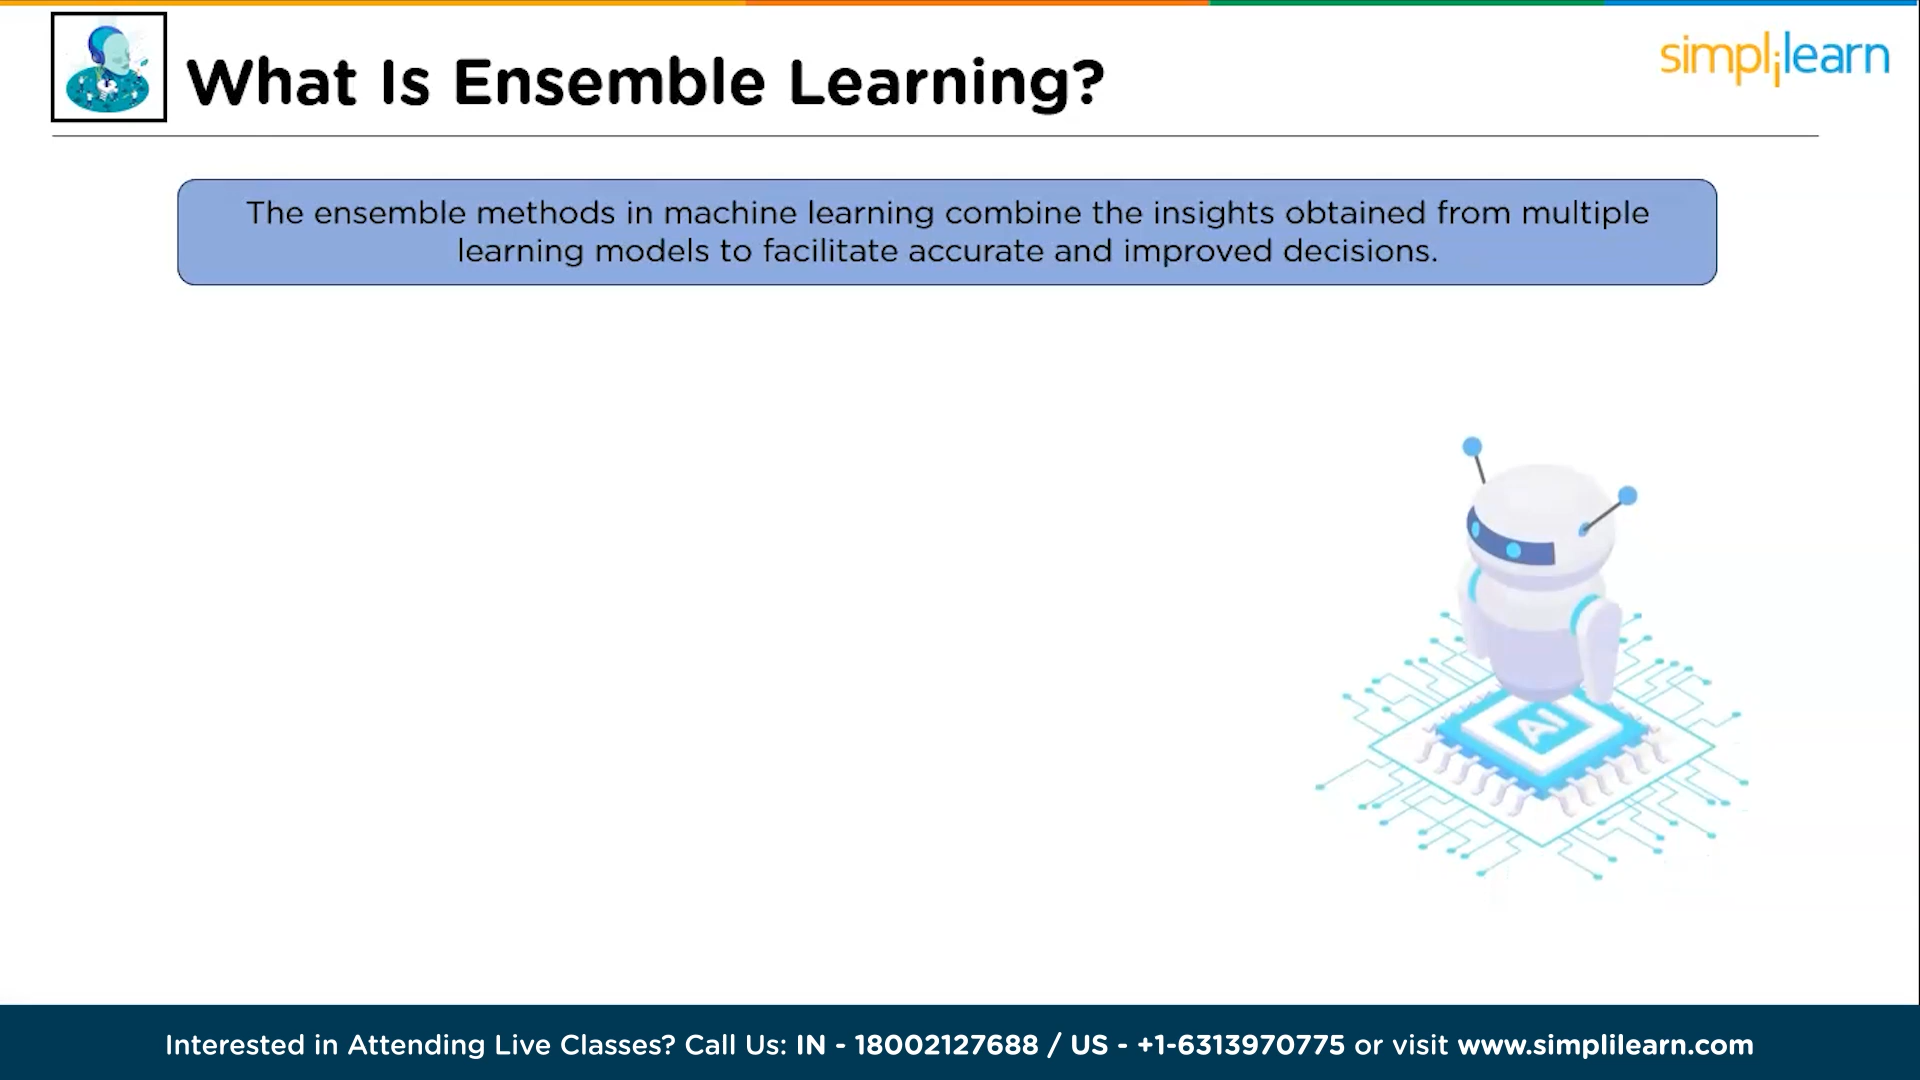 What Is Ensemble Learning?
simplilearn
The ensemble methods in machine learning combine the insights obtained from multiple
learning models to facilitate accurate and improved decisions.
AI
Interested in Attending Live Classes? Call Us: IN - 18002127688 / US - +1-6313970775 or visit www.simplilearn.com